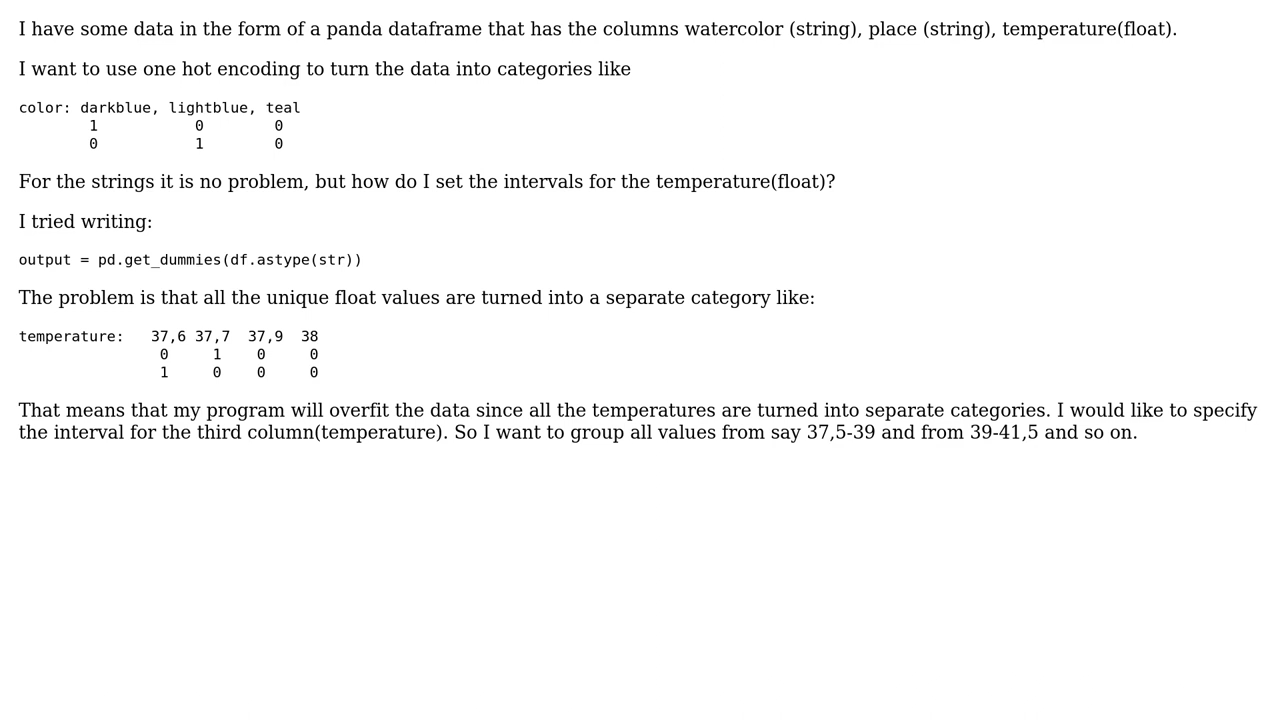 I have some data in the form of a panda dataframe that has the columns watercolor (string), place (string), temperature(float).
I want to use one hot encoding to turn the data into categories like
color: darkblue, lightblue, teal
        1           0        0
        0           1        0
For the strings it is no problem, but how do I set the intervals for the temperature(float)?
I tried writing:
output = pd.get_dummies(df.astype(str))
The problem is that all the unique float values are turned into a separate category like:
temperature:   37,6 37,7  37,9  38
                0     1    0     0
                1     0    0     0
That means that my program will overfit the data since all the temperatures are turned into separate categories. I would like to specify
the interval for the third column(temperature). So I want to group all values from say 37,5-39 and from 39-41,5 and so on.